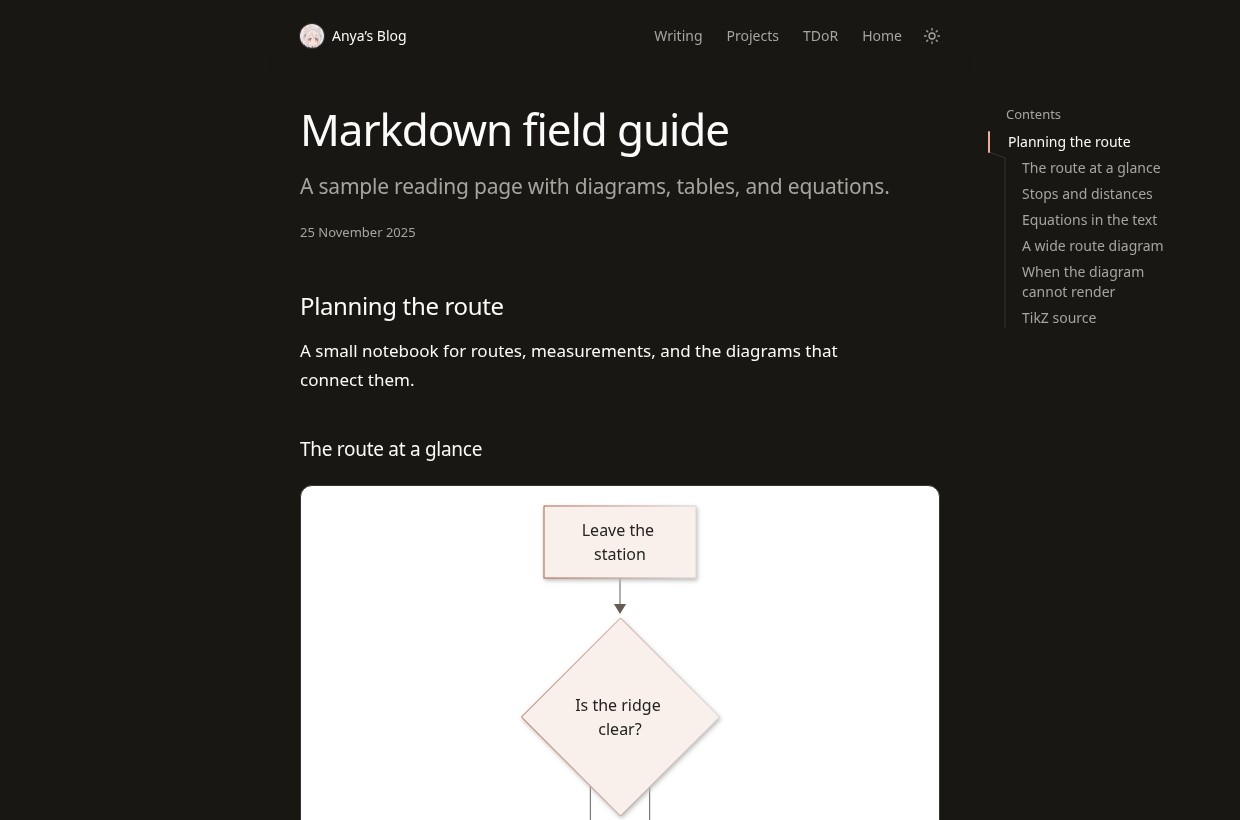 Anya's Blog
Writing
Projects
TDoR
Home
Markdown field guide
A sample reading page with diagrams, tables, and equations.
25 November 2025
Planning the route
A small notebook for routes, measurements, and the diagrams that
connect them.
The route at a glance
Leave the
station
Is the ridge
clear?
Contents
Planning the route
The route at a glance
Stops and distances
Equations in the text
A wide route diagram
When the diagram
cannot render
TikZ source